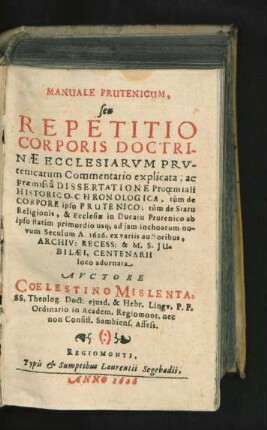 MANUALE PRUTENICUM,
seu
REPETITIO
CORPORIS DOCTRI-
NÆ ECCLESIARVM PRV-
tenicarum Commentario explicata; ac
Præmissâ DISSERTATIONE Proœmiali
HISTORICO-CHRONOLOGICA, tùm de
CORPORE ipso PRUTENICO: tùm de Statu
Religionis, & Ecclesiæ in Ducatu Prutenico ab
ipso statim primordio usq; ad jam inchoatum no-
vum Seculum A. 1626. ex variis authoribus,
ARCHIV: RECESS: & M. S. JU-
BILÆI, CENTENARII
loco adornata
AVCTORE
COELESTINO MISLENTA,
SS. Theolog. Doct. ejusd. & Hebr. Lingv. P. P.
Ordinario in Academ. Regiomont. nec
non Consist. Sambiens. Assess.
(:)
REGIOMONTI,
Typis & Sumptibus Laurentii Segebadii,
ANNO 1626